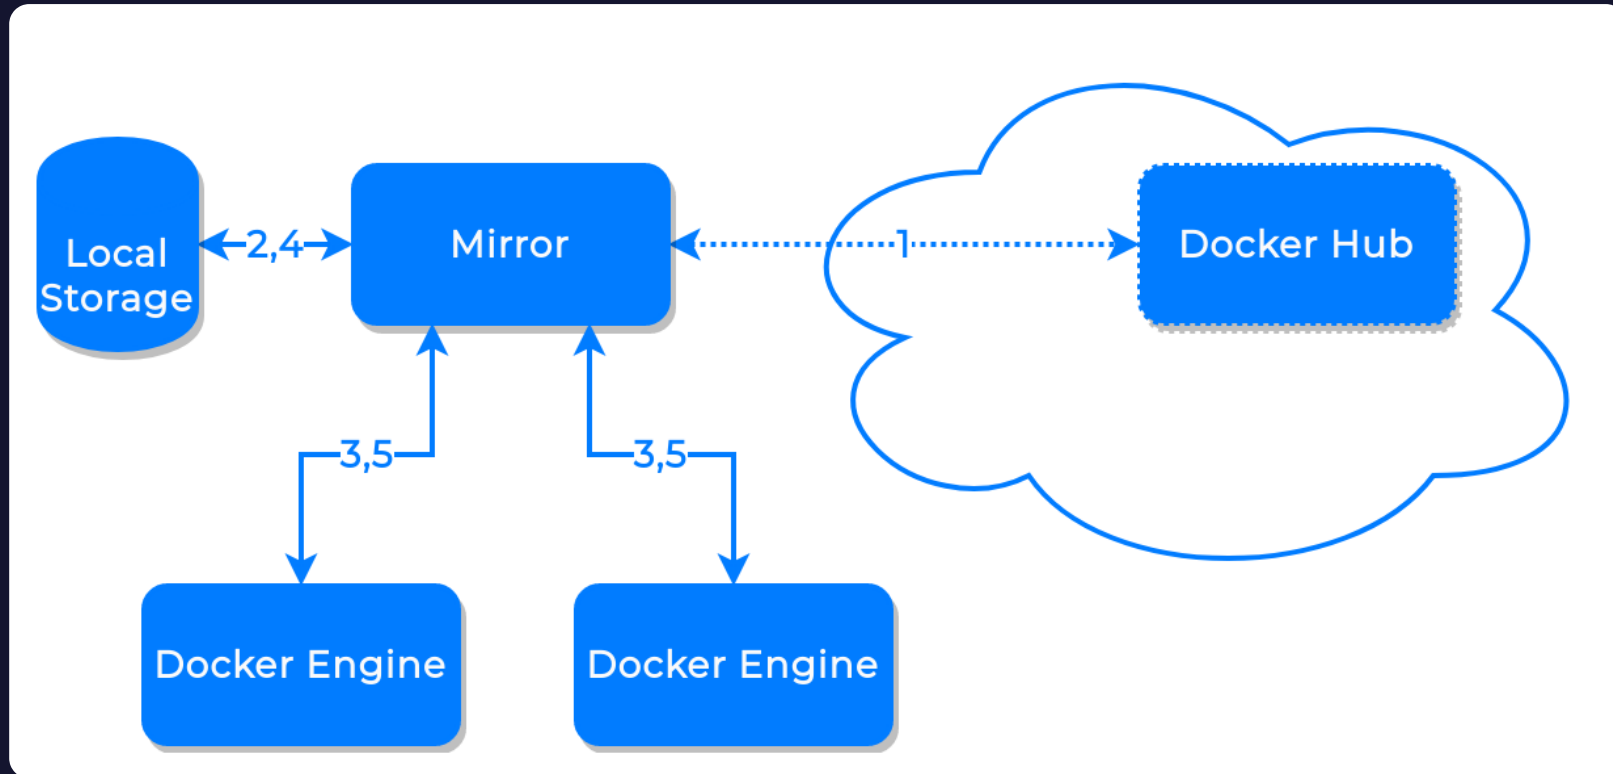 Local
Storage
2,4
Mirror
1
Docker Hub
3,5
3,5
Docker Engine
Docker Engine